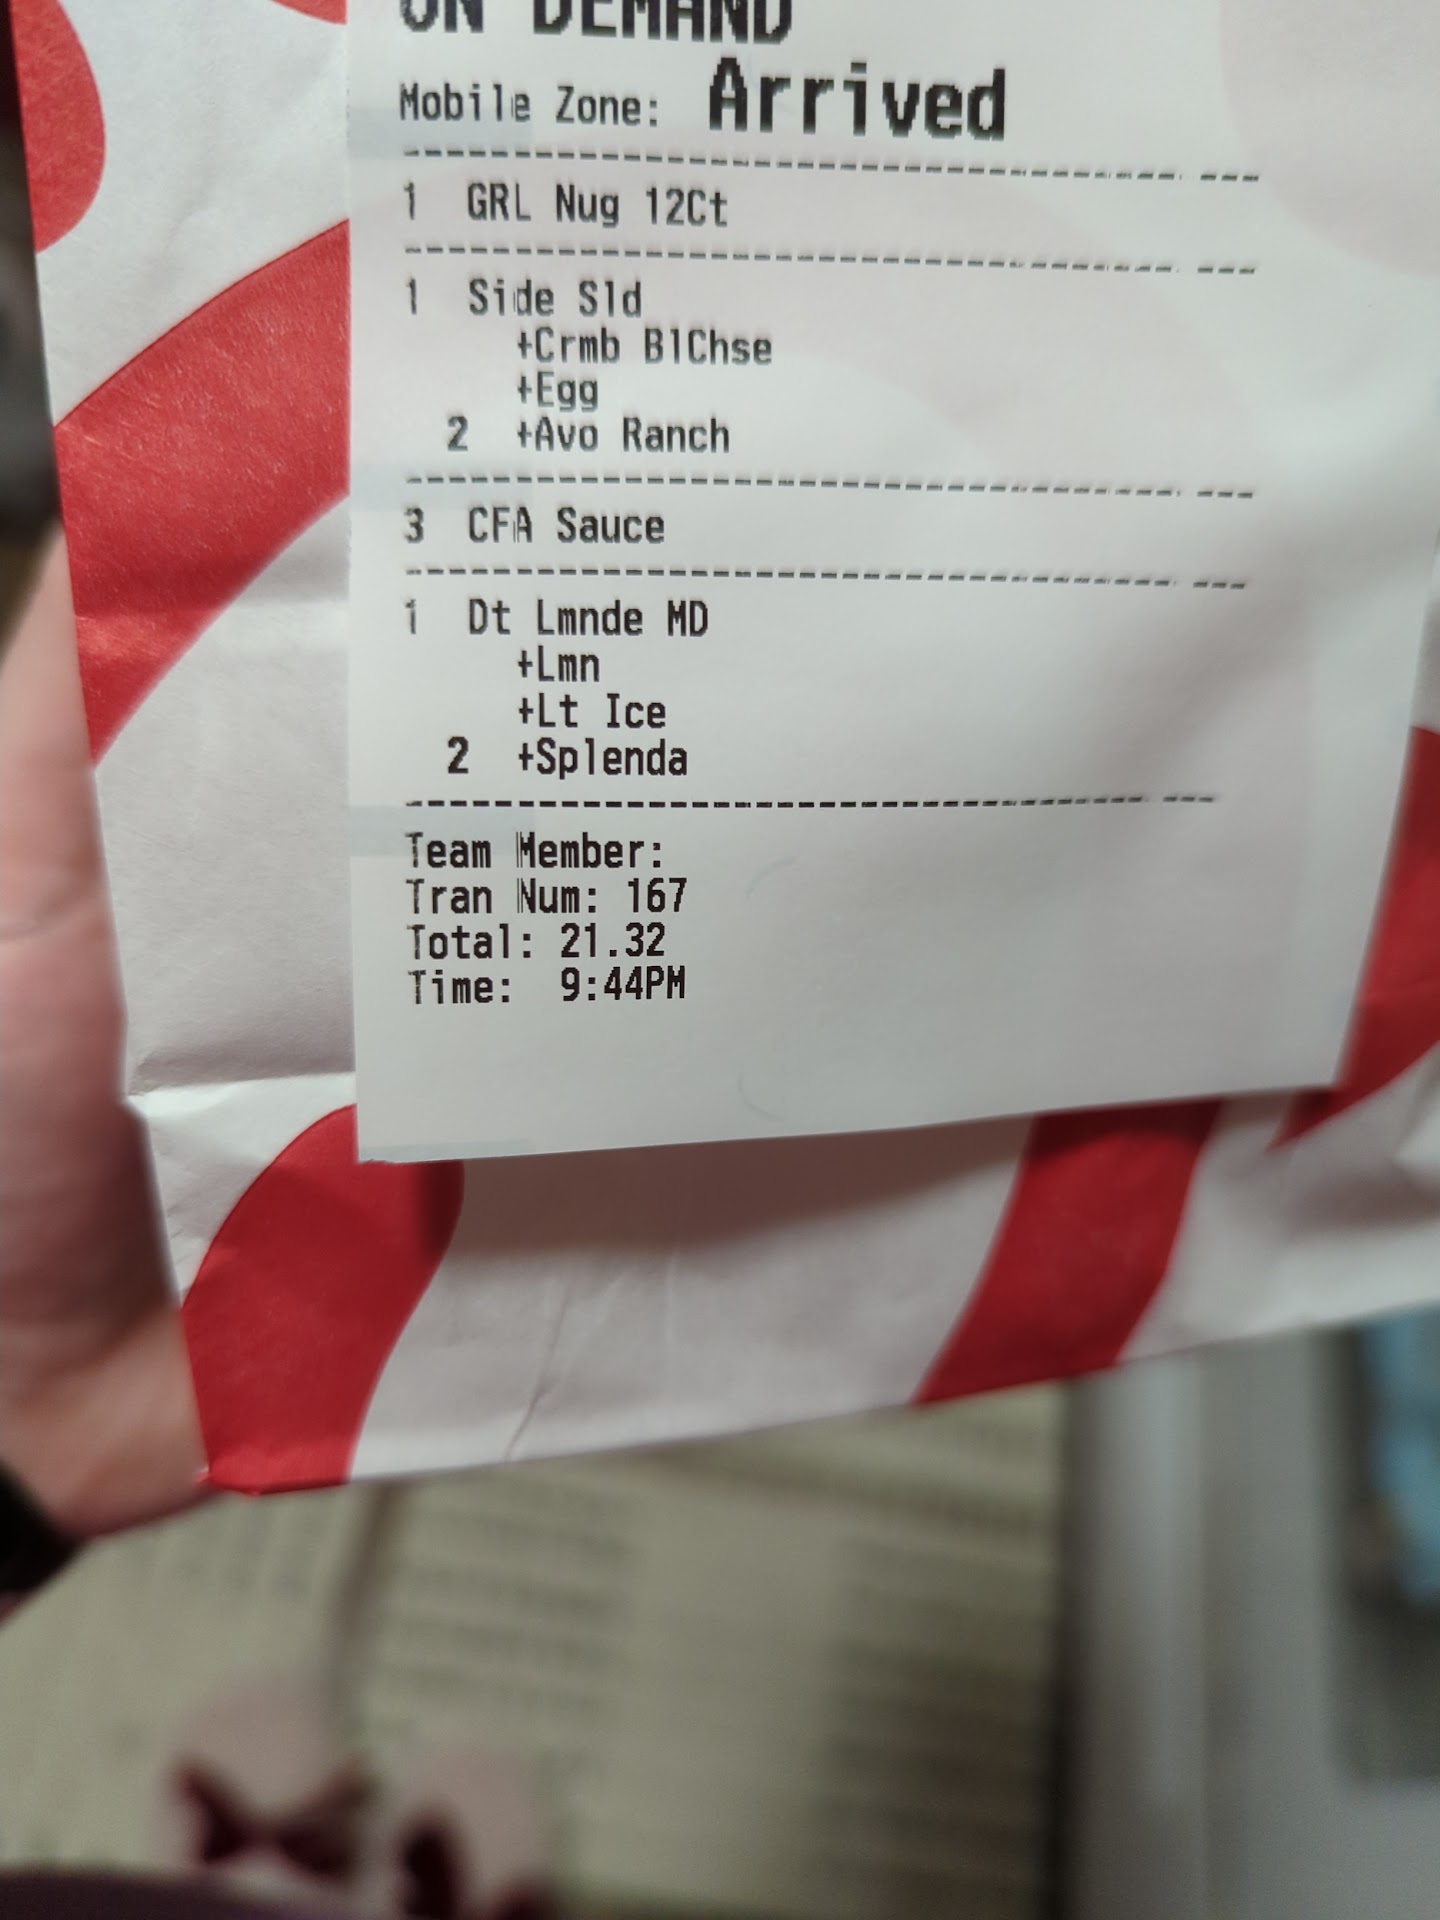 ON DEMAND
Mobile Zone: Arrived
1 GRL Nug 12Ct
1 Side Sld
+Crmb BlChse
+Egg
2 +Avo Ranch
3 CFA Sauce
1 Dt Lmnde MD
+Lmn
+Lt Ice
2 +Splenda
Team Member:
Tran Num: 167
Total: 21.32
Time: 9:44PM